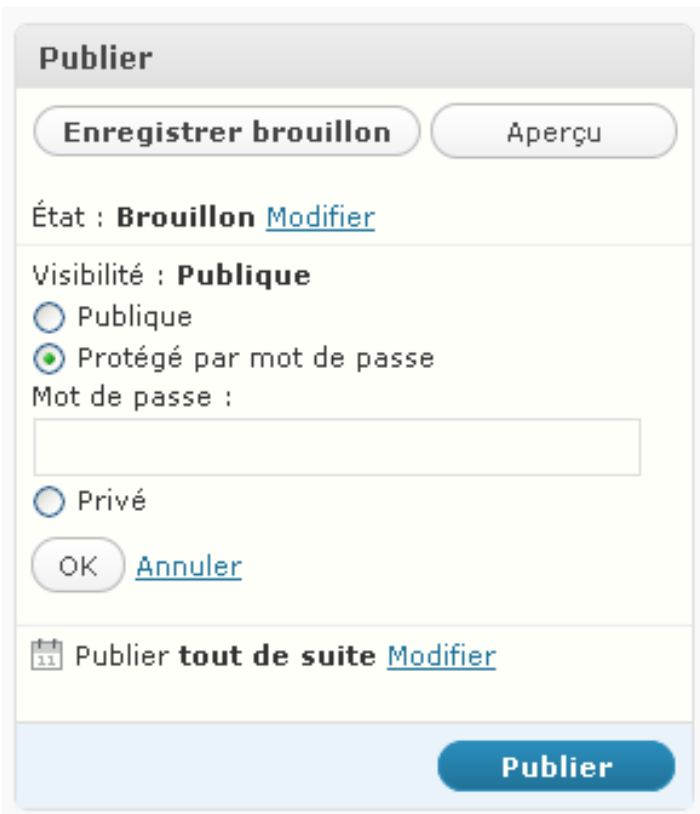 Publier
Enregistrer brouillon Aperçu
État : Brouillon Modifier
Visibilité : Publique
Publique
Protégé par mot de passe
Mot de passe :
Privé
OK Annuler
11 Publier tout de suite Modifier
Publier